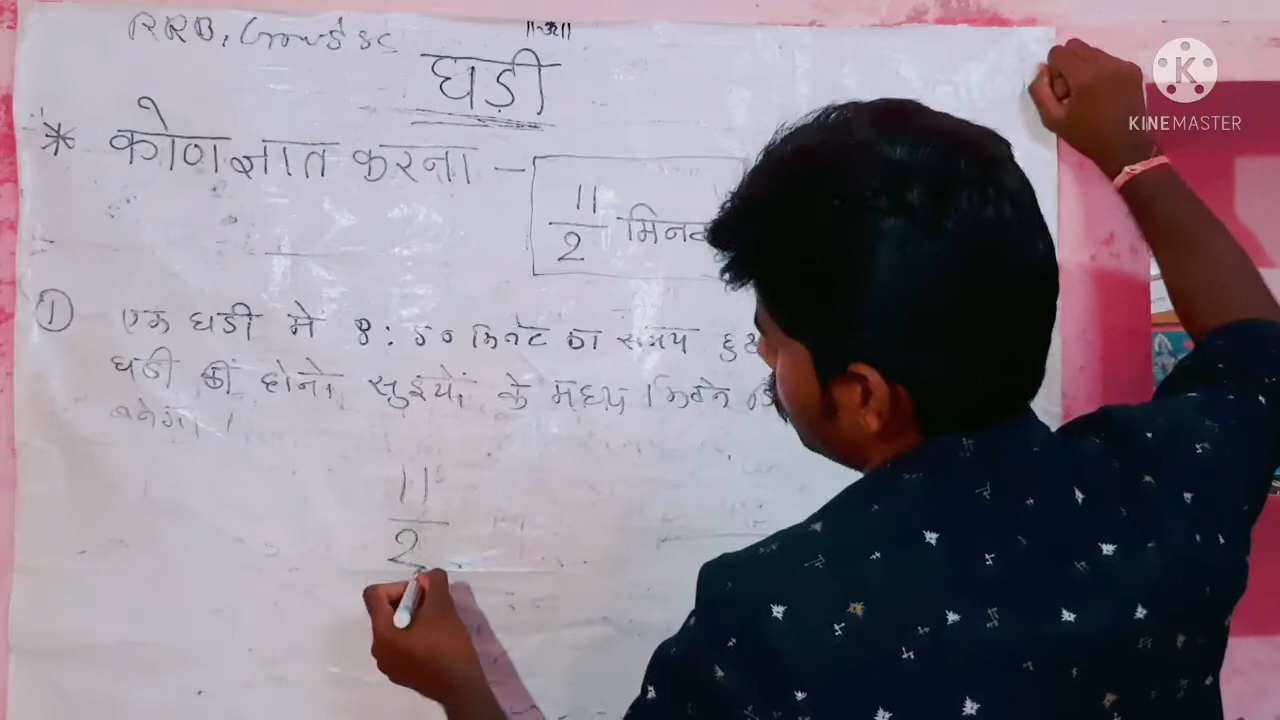 RRB, Group d ssc
॥ॐ॥
घड़ी
* कोण ज्ञात करना –
11
2 मिनट
① एक घडी मे 8:50 मिनेट का समय
घडी की दोनो सुइयों के मध्य कितने
बनेगा।
11
2
KINEMASTER